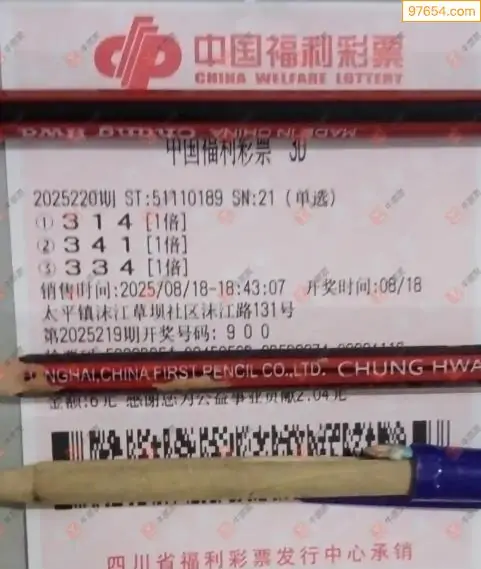 97654.com
中国福利彩票
CHINA WELFARE LOTTERY
MADE IN CHINA Chung Hwa
中国福利彩票 3D
2025220期 ST:51110189 SN:21 (单选)
① 3 1 4 [1倍]
② 3 4 1 [1倍]
③ 3 3 4 [1倍]
销售时间:2025/08/18-18:43:07 开奖时间:08/18
太平镇沫江草坝社区沫江路131号
第2025219期开奖号码: 9 0 0
NGHAI,CHINA FIRST PENCIL CO.,LTD. CHUNG HWA
金额:6元 感谢您为公益事业贡献2.04元
四川省福利彩票发行中心承销